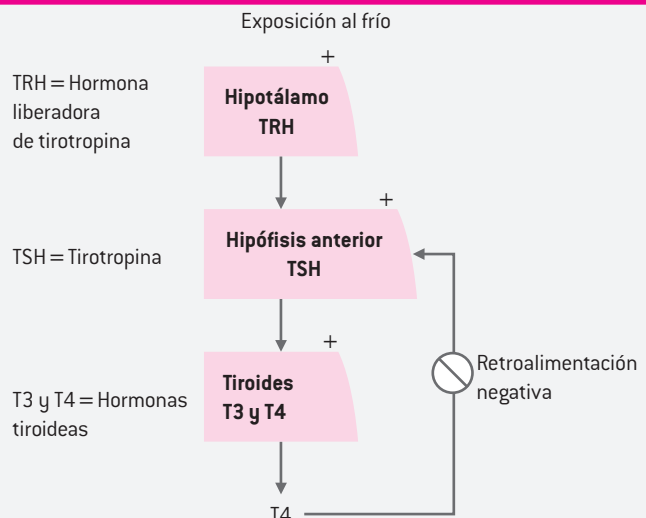 Exposición al frío
+
TRH = Hormona
liberadora
de tirotropina
Hipotálamo
TRH
+
TSH = Tirotropina
Hipófisis anterior
TSH
+
T3 y T4 = Hormonas
tiroideas
Tiroides
T3 y T4
Retroalimentación
negativa
T4